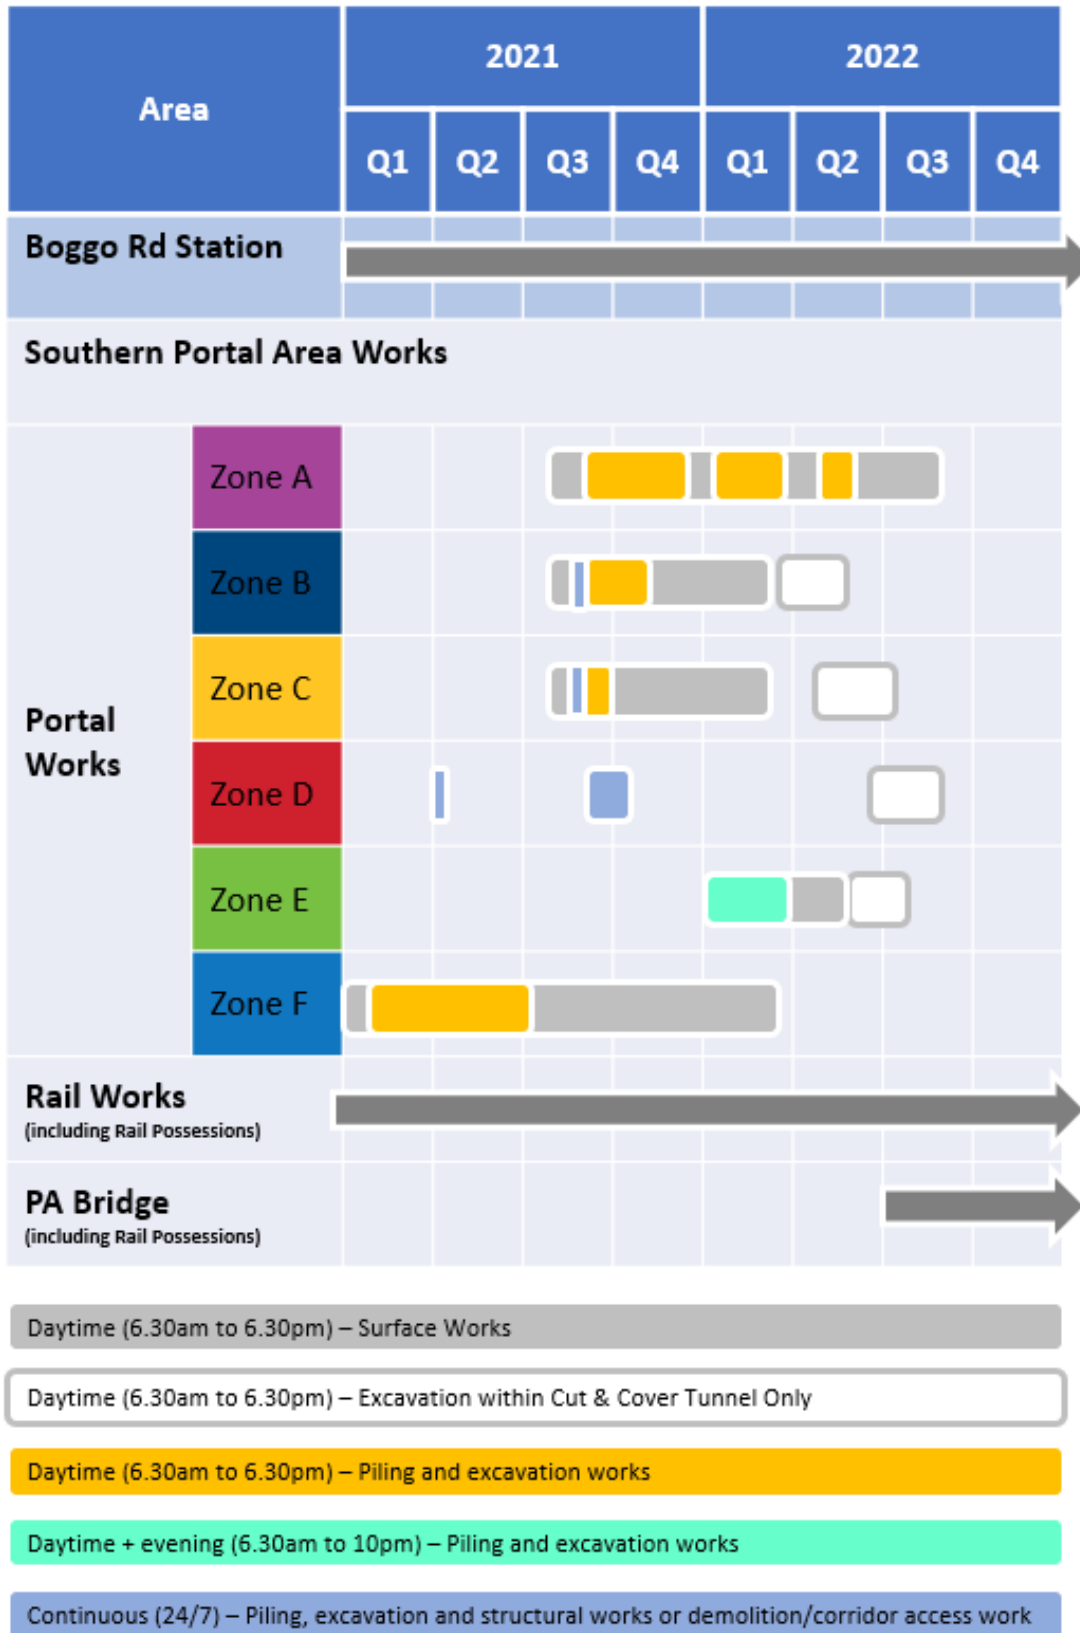 Area
2021
2022
Q1
Q2
Q3
Q4
Q1
Q2
Q3
Q4
Boggo Rd Station
Southern Portal Area Works
Portal
Works
Zone A
Zone B
Zone C
Zone D
Zone E
Zone F
Rail Works
(including Rail Possessions)
PA Bridge
(including Rail Possessions)
Daytime (6.30am to 6.30pm) – Surface Works
Daytime (6.30am to 6.30pm) – Excavation within Cut & Cover Tunnel Only
Daytime (6.30am to 6.30pm) – Piling and excavation works
Daytime + evening (6.30am to 10pm) – Piling and excavation works
Continuous (24/7) – Piling, excavation and structural works or demolition/corridor access work